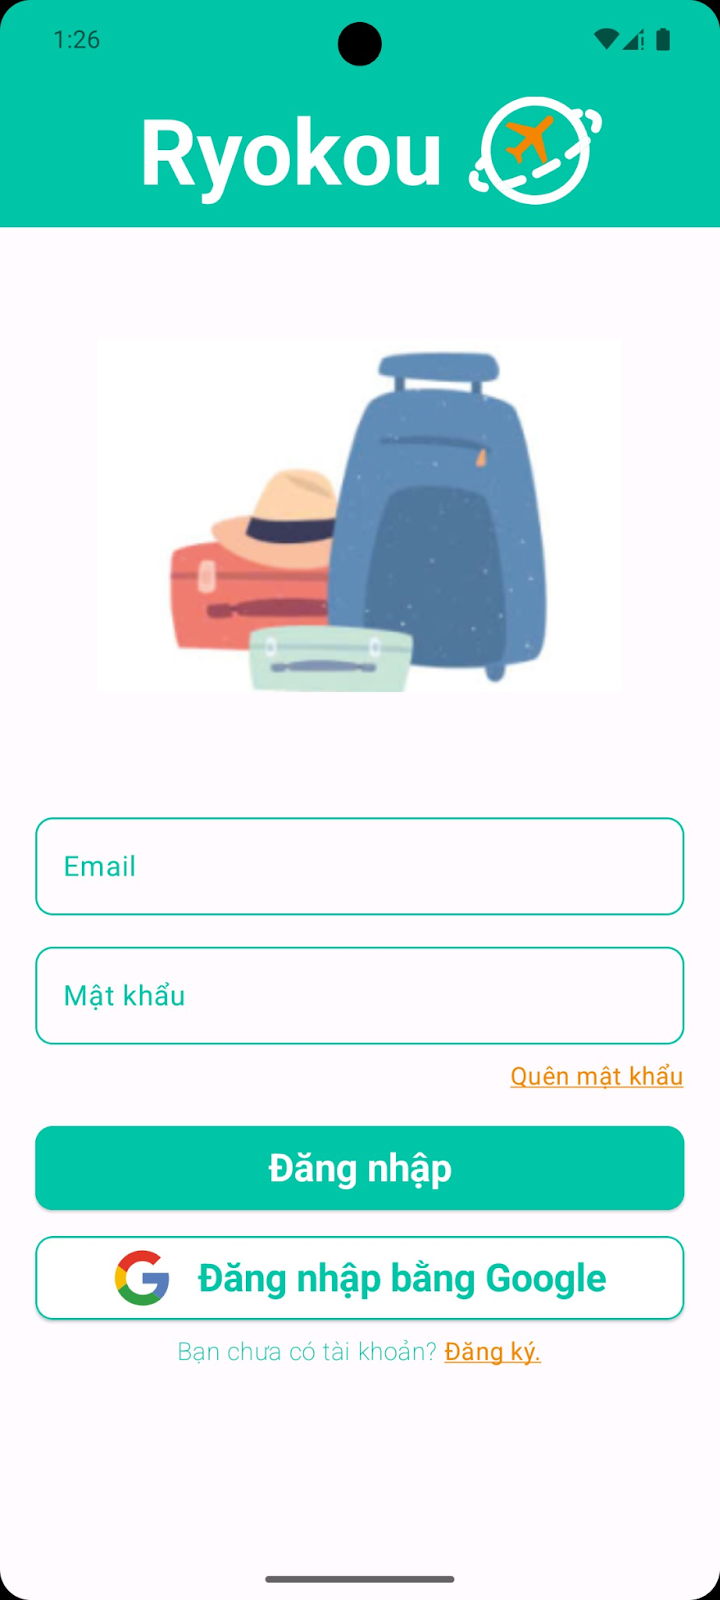 1:26
Ryokou
Email
Mật khẩu
Quên mật khẩu
Đăng nhập
Đăng nhập bằng Google
Bạn chưa có tài khoản? Đăng ký.